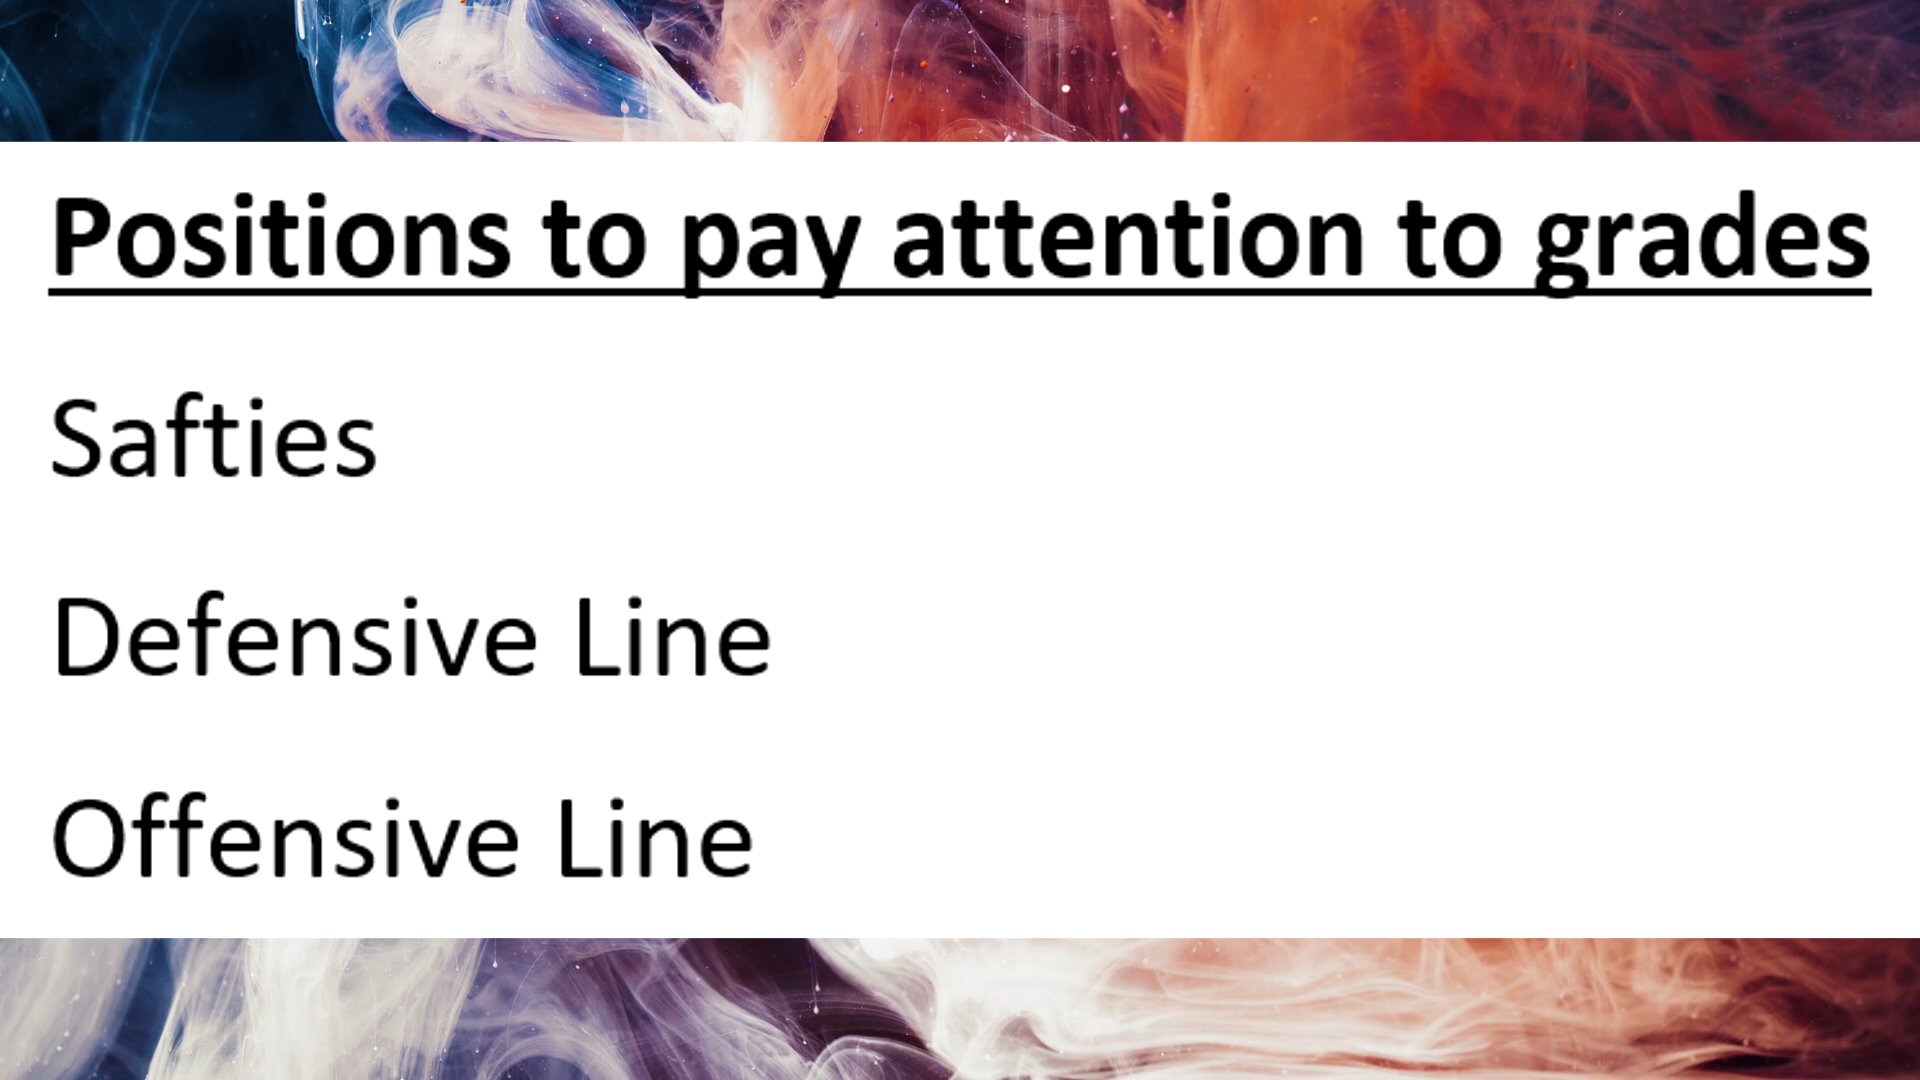 Positions to pay attention to grades
Safties
Defensive Line
Offensive Line